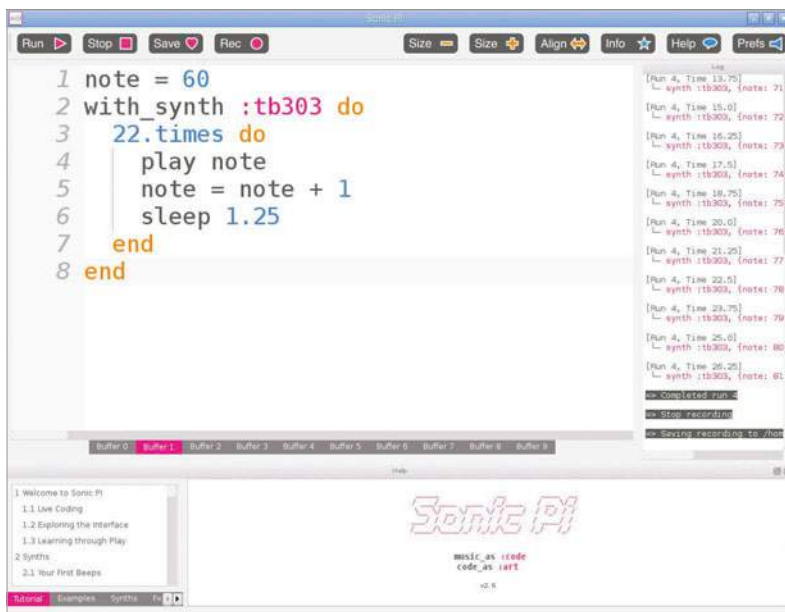 Sonic Pi
Run Stop Save Rec Size Size Align Info Help Prefs
1 note = 60
2 with_synth :tb303 do
3 22.times do
4 play note
5 note = note + 1
6 sleep 1.25
7 end
8 end
Log
[Run 4, Time 13.75]
synth :tb303, {note: 71
[Run 4, Time 15.0]
synth :tb303, {note: 72
[Run 4, Time 16.25]
synth :tb303, {note: 73
[Run 4, Time 17.5]
synth :tb303, {note: 74
[Run 4, Time 18.75]
synth :tb303, {note: 75
[Run 4, Time 20.0]
synth :tb303, {note: 76
[Run 4, Time 21.25]
synth :tb303, {note: 77
[Run 4, Time 22.5]
synth :tb303, {note: 78
[Run 4, Time 23.75]
synth :tb303, {note: 79
[Run 4, Time 25.0]
synth :tb303, {note: 80
[Run 4, Time 26.25]
synth :tb303, {note: 81
=> Completed run 4
=> Stop recording
=> Saving recording to /hom
Buffer 0 Buffer 1 Buffer 2 Buffer 3 Buffer 4 Buffer 5 Buffer 6 Buffer 7 Buffer 8 Buffer 9
Help
1 Welcome to Sonic Pi
1.1 Live Coding
1.2 Exploring the Interface
1.3 Learning through Play
2 Synths
2.1 Your First Beeps
Tutorial Examples Synths
Sonic Pi
music_as :code
code_as :art
v2.6